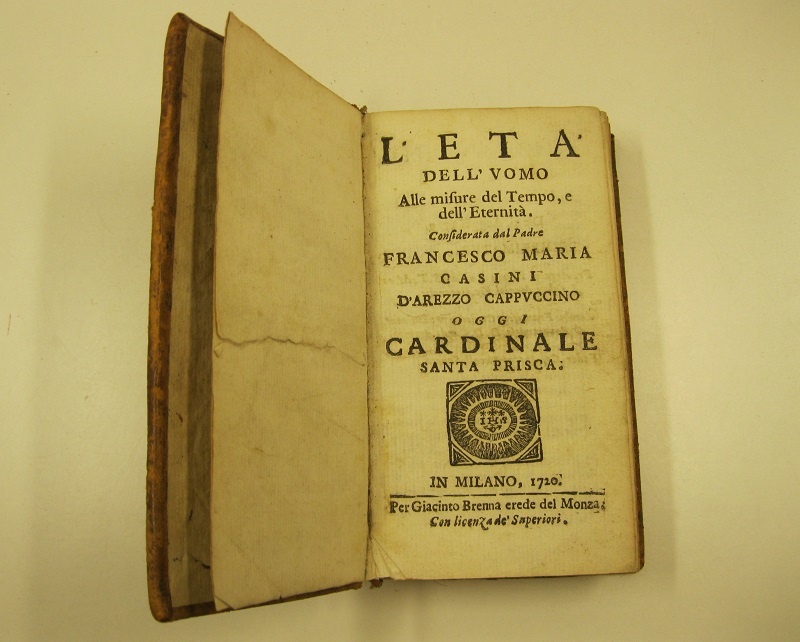 L'ETA'
DELL' VOMO
Alle misure del Tempo, e
dell'Eternità.
Considerata dal Padre
FRANCESCO MARIA
CASINI
D'AREZZO CAPPVCCINO
OGGI
CARDINALE
SANTA PRISCA.
IHS
IN MILANO, 1720.
Per Giacinto Brenna erede del Monza;
Con licenza de' Superiori.